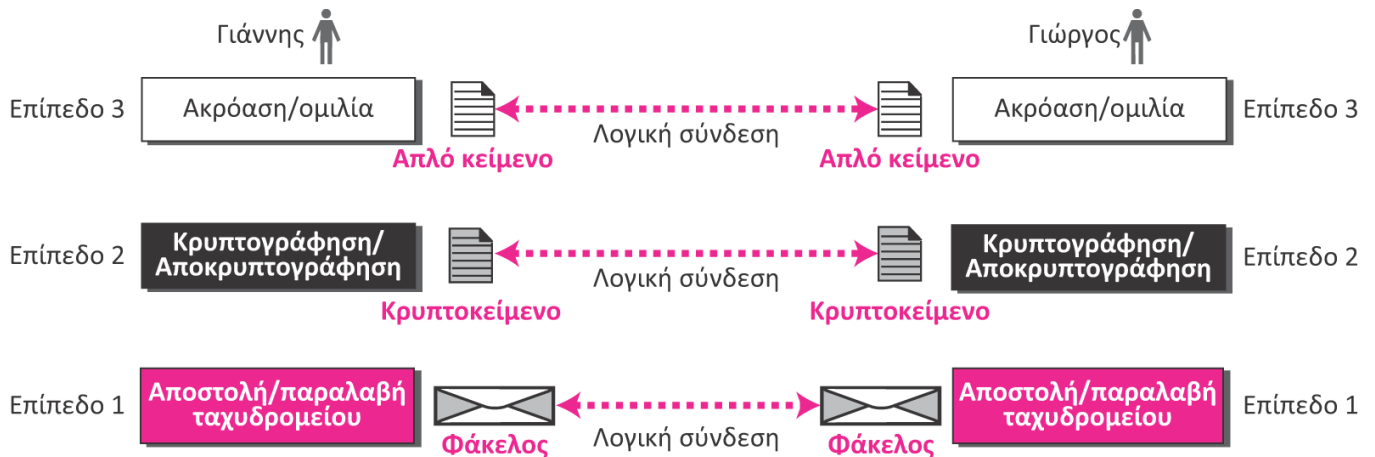 Γιάννης
Γιώργος
Επίπεδο 3
Ακρόαση/ομιλία
Λογική σύνδεση
Ακρόαση/ομιλία
Επίπεδο 3
Απλό κείμενο
Απλό κείμενο
Επίπεδο 2
Κρυπτογράφηση/
Αποκρυπτογράφηση
Λογική σύνδεση
Κρυπτογράφηση/
Αποκρυπτογράφηση
Επίπεδο 2
Κρυπτοκείμενο
Κρυπτοκείμενο
Επίπεδο 1
Αποστολή/παραλαβή
ταχυδρομείου
Λογική σύνδεση
Αποστολή/παραλαβή
ταχυδρομείου
Επίπεδο 1
Φάκελος
Φάκελος